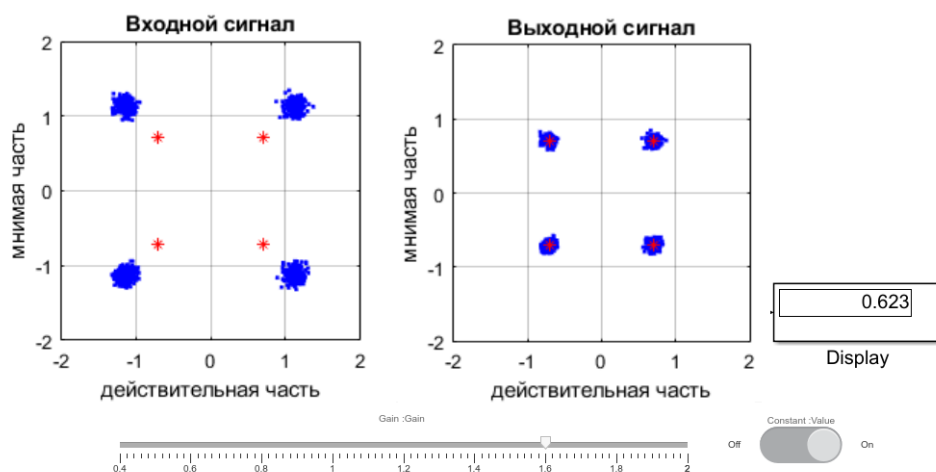 Входной сигнал
2
1
0
-1
-2
-2 -1 0 1 2
мнимая часть
действительная часть
Выходной сигнал
2
1
0
-1
-2
-2 -1 0 1 2
мнимая часть
действительная часть
0.623
Display
Gain :Gain
0.4 0.6 0.8 1 1.2 1.4 1.6 1.8 2
Constant :Value
Off On